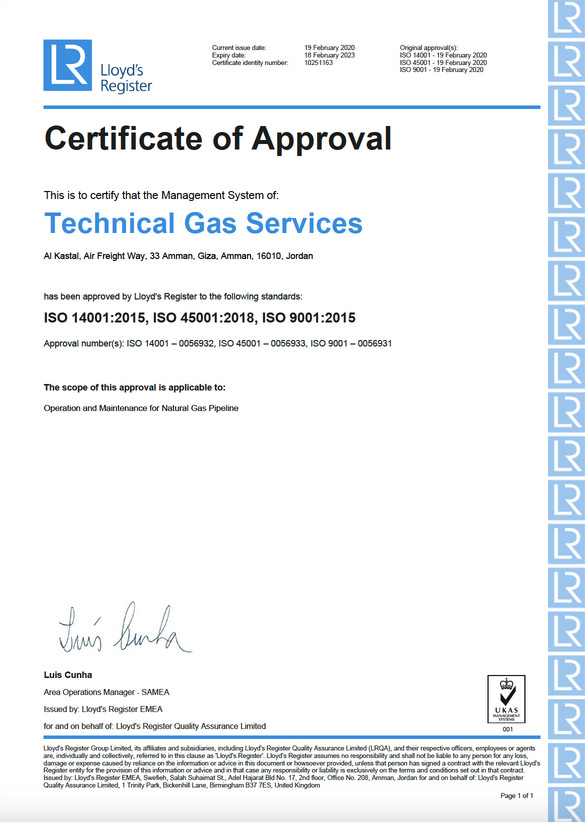 LR
Lloyd's
Register
Current issue date: 19 February 2020
Expiry date: 18 February 2023
Certificate identity number: 10251163
Original approval(s):
ISO 14001 - 19 February 2020
ISO 45001 - 19 February 2020
ISO 9001 - 19 February 2020
Certificate of Approval
This is to certify that the Management System of:
Technical Gas Services
Al Kastal, Air Freight Way, 33 Amman, Giza, Amman, 16010, Jordan
has been approved by Lloyd's Register to the following standards:
ISO 14001:2015, ISO 45001:2018, ISO 9001:2015
Approval number(s): ISO 14001 – 0056932, ISO 45001 – 0056933, ISO 9001 – 0056931
The scope of this approval is applicable to:
Operation and Maintenance for Natural Gas Pipeline
Luis Cunha
Luis Cunha
Area Operations Manager - SAMEA
Issued by: Lloyd's Register EMEA
for and on behalf of: Lloyd's Register Quality Assurance Limited
UKAS
MANAGEMENT
SYSTEMS
001
Lloyd's Register Group Limited, its affiliates and subsidiaries, including Lloyd's Register Quality Assurance Limited (LRQA), and their respective officers, employees or agents
are, individually and collectively, referred to in this clause as 'Lloyd's Register'. Lloyd's Register assumes no responsibility and shall not be liable to any person for any loss,
damage or expense caused by reliance on the information or advice in this document or howsoever provided, unless that person has signed a contract with the relevant Lloyd's
Register entity for the provision of this information or advice and in that case any responsibility or liability is exclusively on the terms and conditions set out in that contract.
Issued by: Lloyd's Register EMEA, Swefieh, Salah Suhaimat St., Adel Hajarat Bld No. 17, 2nd floor, Office No. 208, Amman, Jordan for and on behalf of: Lloyd's Register
Quality Assurance Limited, 1 Trinity Park, Bickenhill Lane, Birmingham B37 7ES, United Kingdom
Page 1 of 1